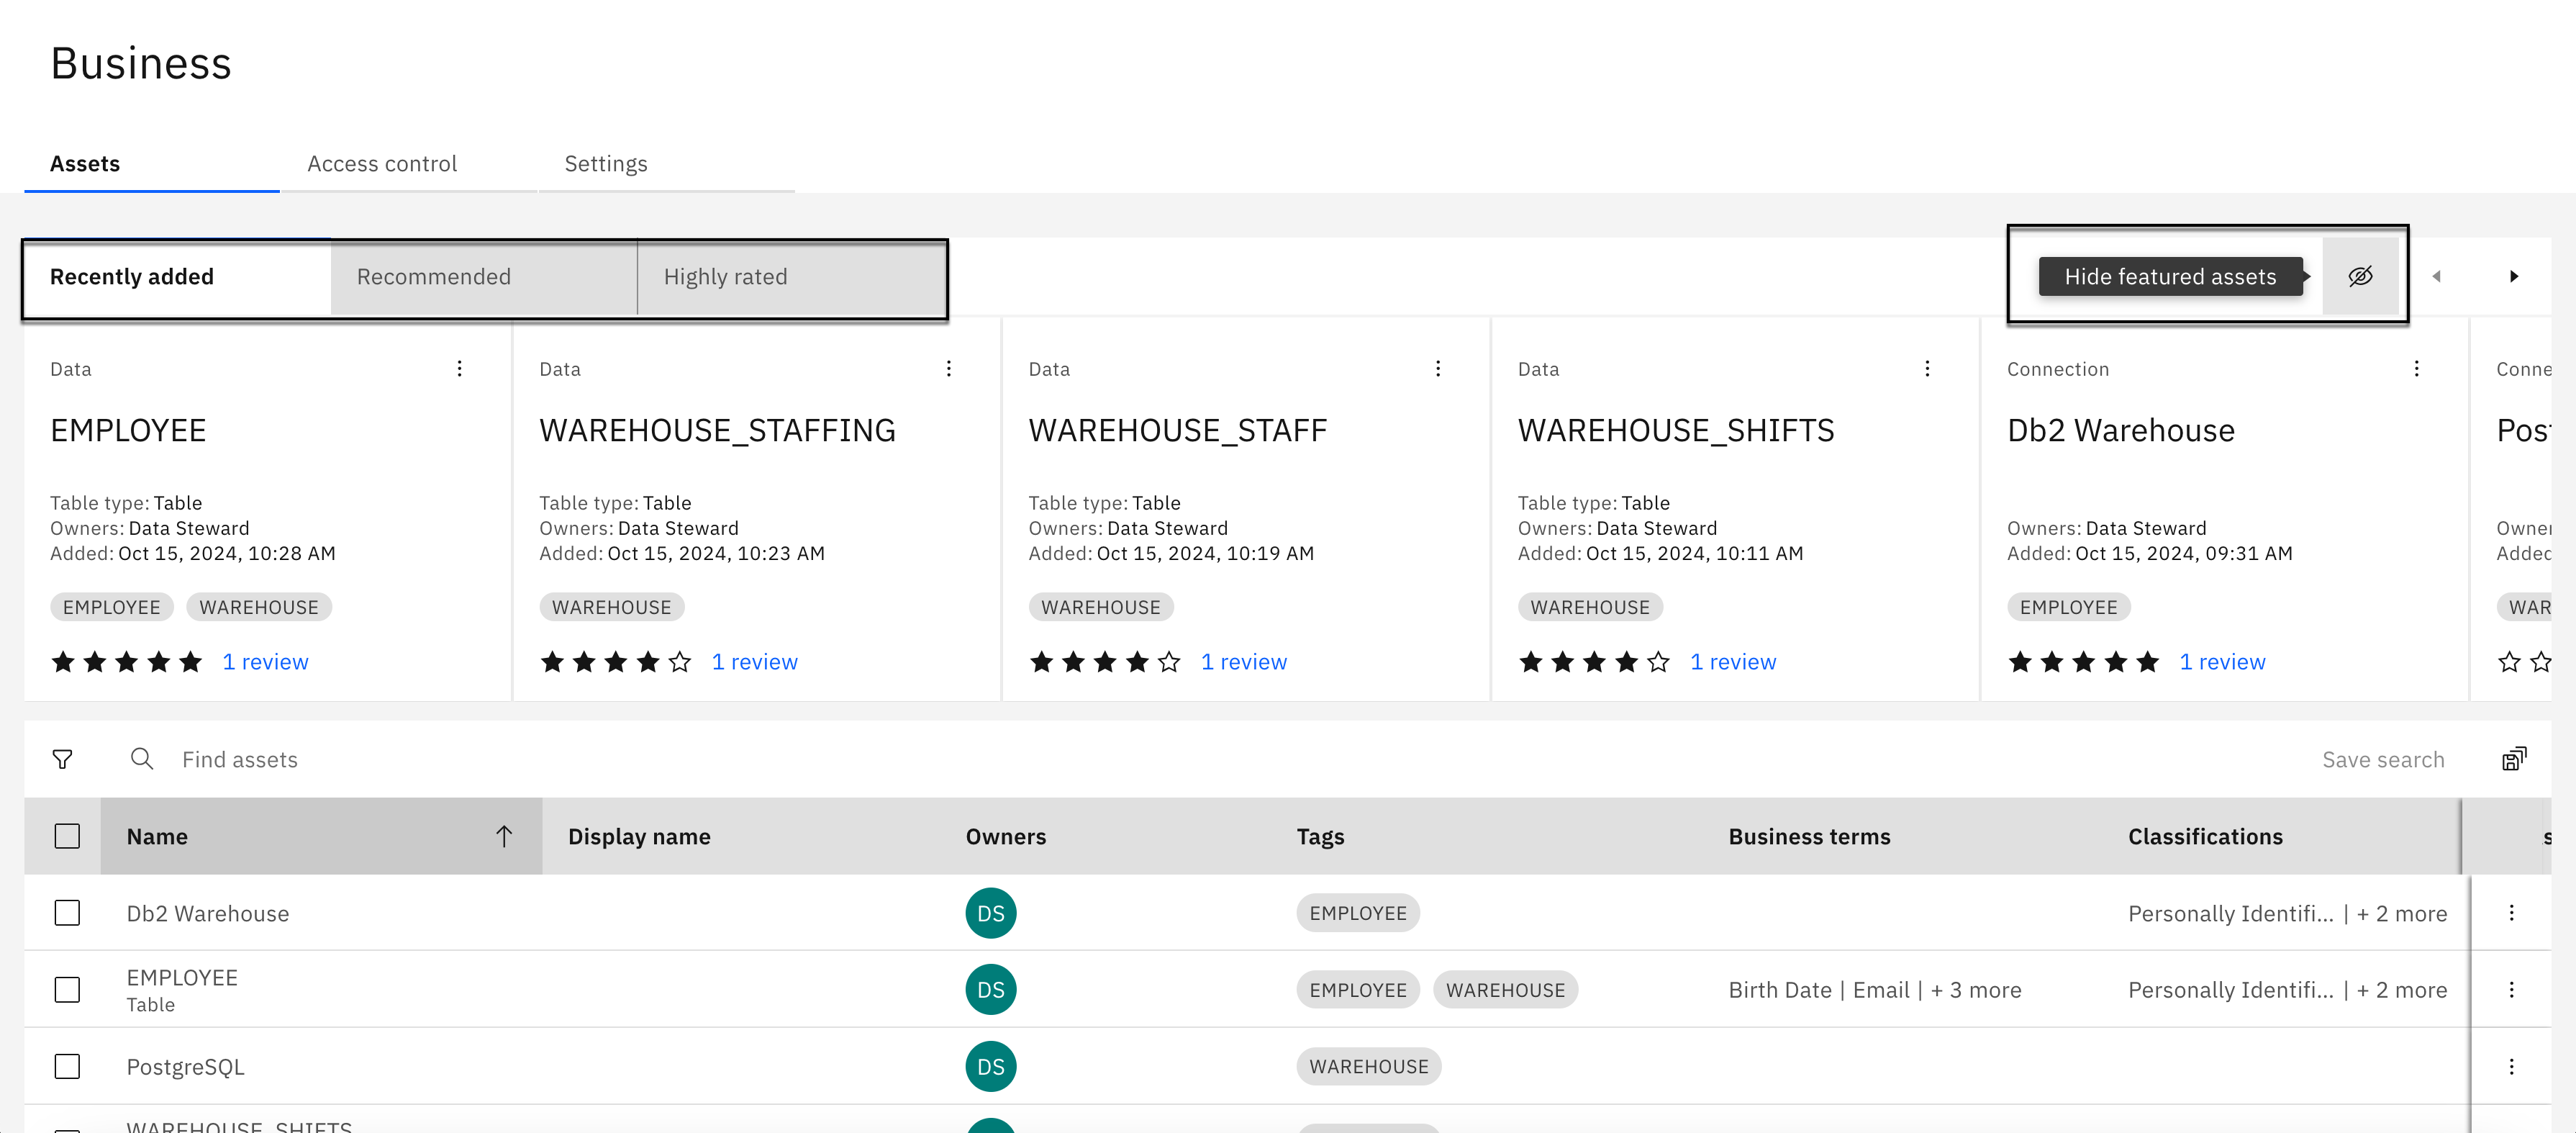 Business
Assets Access control Settings
Recently added Recommended Highly rated Hide featured assets
Data Data Data Data Connection
EMPLOYEE WAREHOUSE_STAFFING WAREHOUSE_STAFF WAREHOUSE_SHIFTS Db2 Warehouse
Table type: Table Table type: Table Table type: Table Table type: Table
Owners: Data Steward Owners: Data Steward Owners: Data Steward Owners: Data Steward Owners: Data Steward
Added: Oct 15, 2024, 10:28 AM Added: Oct 15, 2024, 10:23 AM Added: Oct 15, 2024, 10:19 AM Added: Oct 15, 2024, 10:11 AM Added: Oct 15, 2024, 09:31 AM
EMPLOYEE WAREHOUSE WAREHOUSE WAREHOUSE WAREHOUSE EMPLOYEE
1 review 1 review 1 review 1 review 1 review
Find assets Save search
Name Display name Owners Tags Business terms Classifications
Db2 Warehouse DS EMPLOYEE Personally Identifi... | + 2 more
EMPLOYEE DS EMPLOYEE WAREHOUSE Birth Date | Email | + 3 more Personally Identifi... | + 2 more
Table
PostgreSQL DS WAREHOUSE
WAREHOUSE_SHIFTS